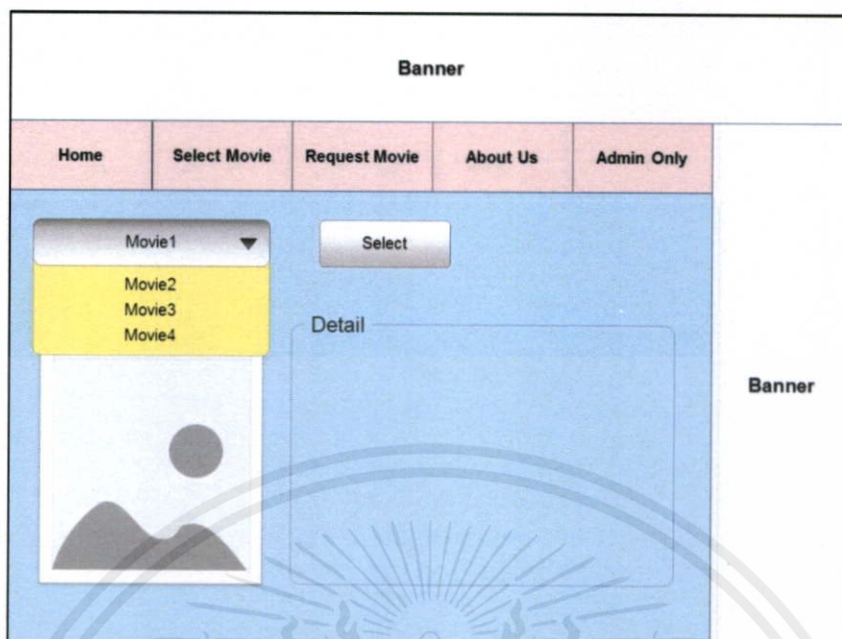 Banner
Home Select Movie Request Movie About Us Admin Only
Movie1 Select
Movie2
Movie3
Movie4
Detail
Banner